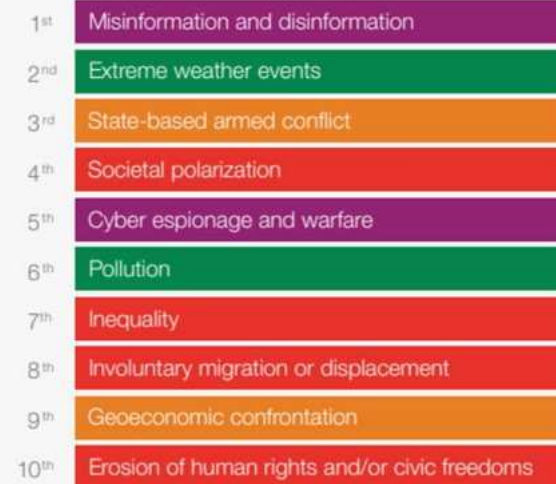 1st Misinformation and disinformation
2nd Extreme weather events
3rd State-based armed conflict
4th Societal polarization
5th Cyber espionage and warfare
6th Pollution
7th Inequality
8th Involuntary migration or displacement
9th Geoeconomic confrontation
10th Erosion of human rights and/or civic freedoms